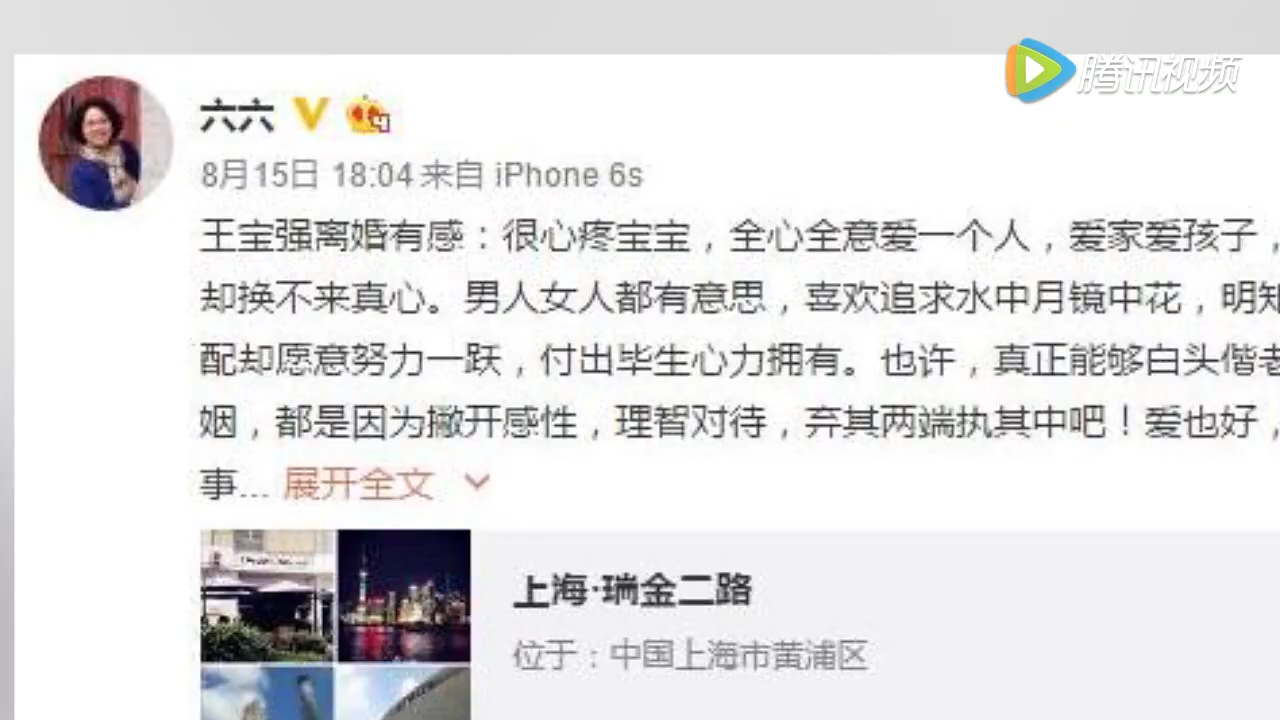 腾讯视频
六六
8月15日 18:04 来自 iPhone 6s
王宝强离婚有感：很心疼宝宝，全心全意爱一个人，爱家爱孩子，
却换不来真心。男人女人都有意思，喜欢追求水中月镜中花，明知
配却愿意努力一跃，付出毕生心力拥有。也许，真正能够白头偕老
姻，都是因为撇开感性，理智对待，弃其两端执其中吧！爱也好，
事... 展开全文
上海·瑞金二路
位于：中国上海市黄浦区